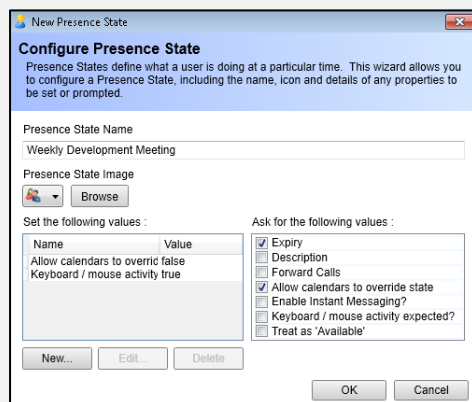 New Presence State
Configure Presence State
Presence States define what a user is doing at a particular time. This wizard allows you
to configure a Presence State, including the name, icon and details of any properties to
be set or prompted.
Presence State Name
Weekly Development Meeting
Presence State Image
Browse
Set the following values :
Name Value
Allow calendars to overrid false
Keyboard / mouse activity true
New... Edit... Delete
Ask for the following values :
Expiry
Description
Forward Calls
Allow calendars to override state
Enable Instant Messaging?
Keyboard / mouse activity expected?
Treat as 'Available'
OK Cancel